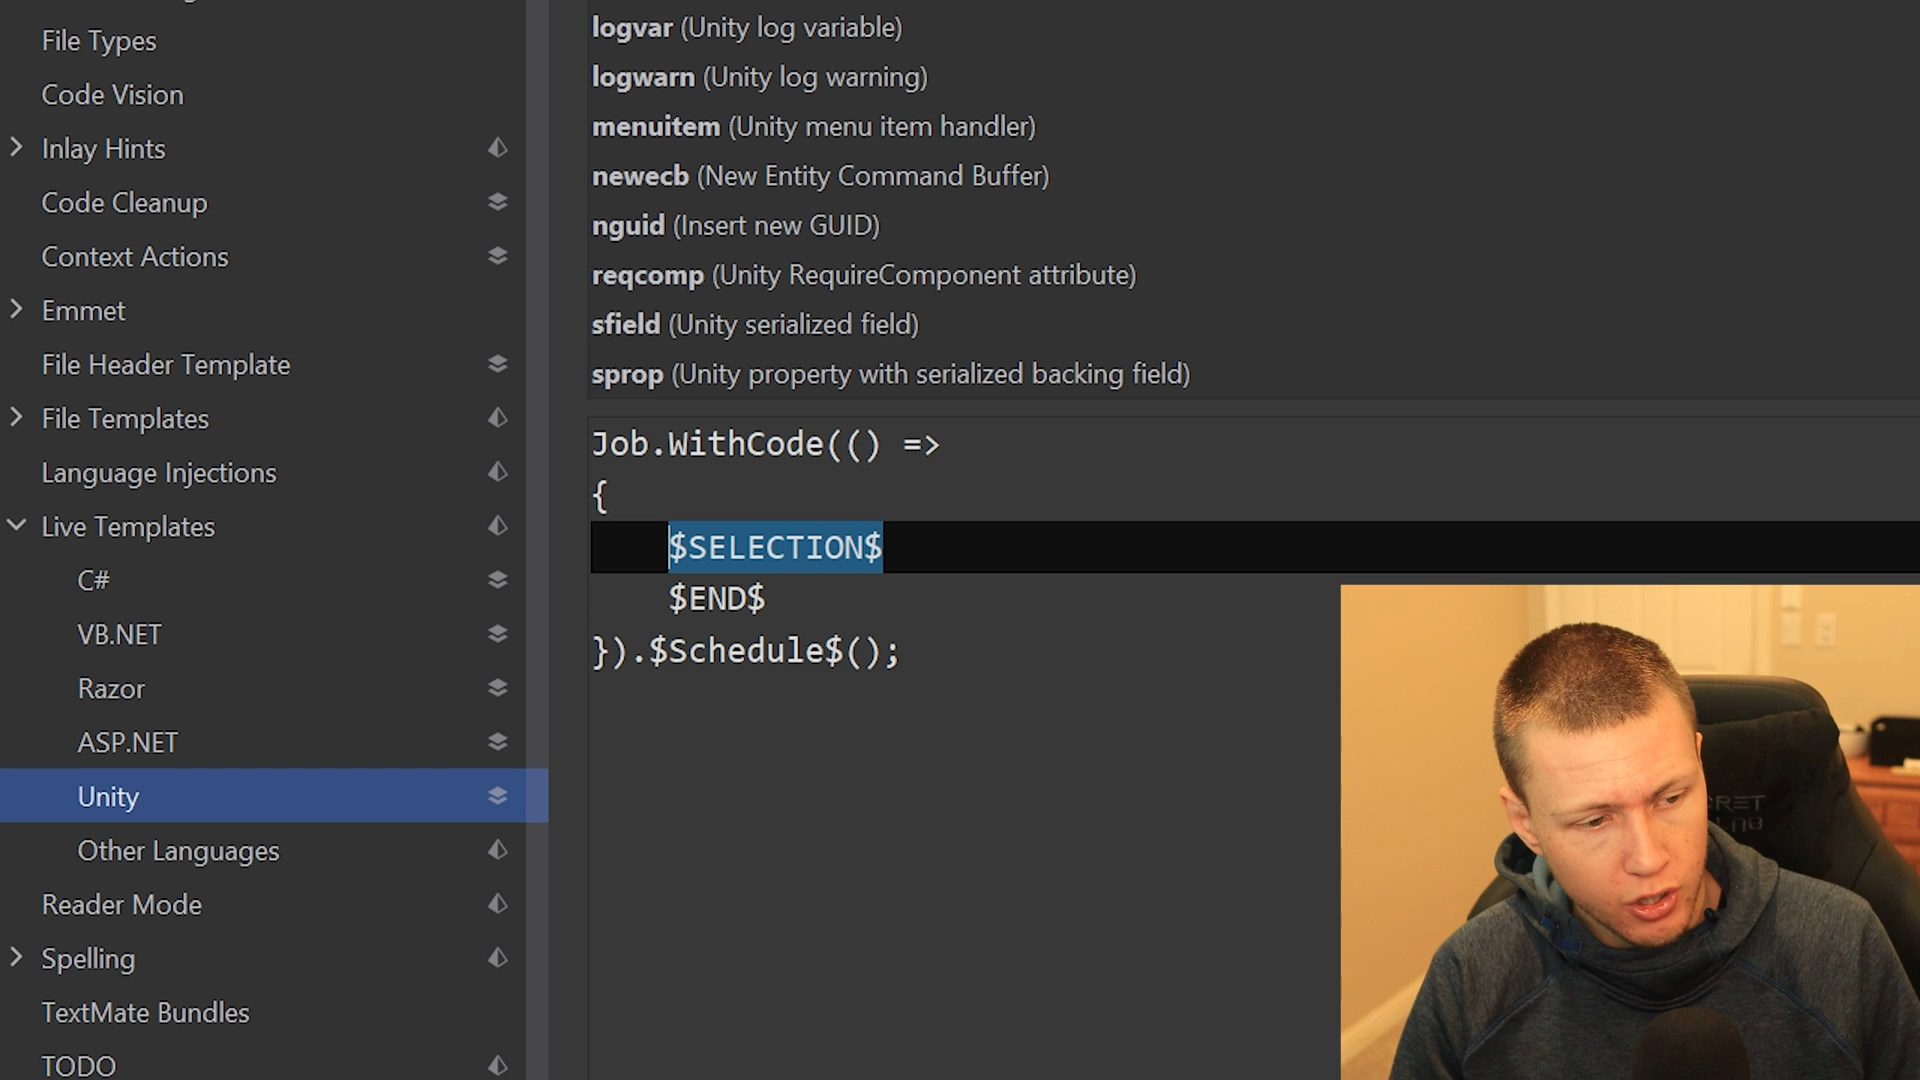 File Types
Code Vision
Inlay Hints
Code Cleanup
Context Actions
Emmet
File Header Template
File Templates
Language Injections
Live Templates
C#
VB.NET
Razor
ASP.NET
Unity
Other Languages
Reader Mode
Spelling
TextMate Bundles
TODO
logvar (Unity log variable)
logwarn (Unity log warning)
menuitem (Unity menu item handler)
newecb (New Entity Command Buffer)
nguid (Insert new GUID)
reqcomp (Unity RequireComponent attribute)
sfield (Unity serialized field)
sprop (Unity property with serialized backing field)
Job.WithCode(() =>
{
$SELECTION$
$END$
}).$Schedule$();